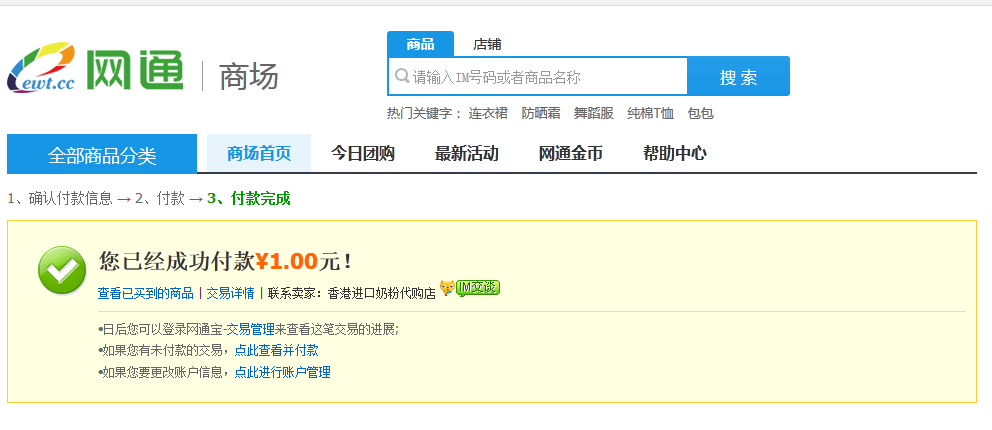 商品 店铺
ewt.cc 网通 商场
请输入IM号码或者商品名称 搜 索
热门关键字： 连衣裙 防晒霜 舞蹈服 纯棉T恤 包包
全部商品分类 商场首页 今日团购 最新活动 网通金币 帮助中心
1、确认付款信息 → 2、付款 → 3、付款完成
您已经成功付款¥1.00元！
查看已买到的商品 | 交易详情 | 联系卖家：香港进口奶粉代购店 IM交谈
•日后您可以登录网通宝-交易管理来查看这笔交易的进展;
•如果您有未付款的交易，点此查看并付款
•如果您要更改账户信息，点此进行账户管理